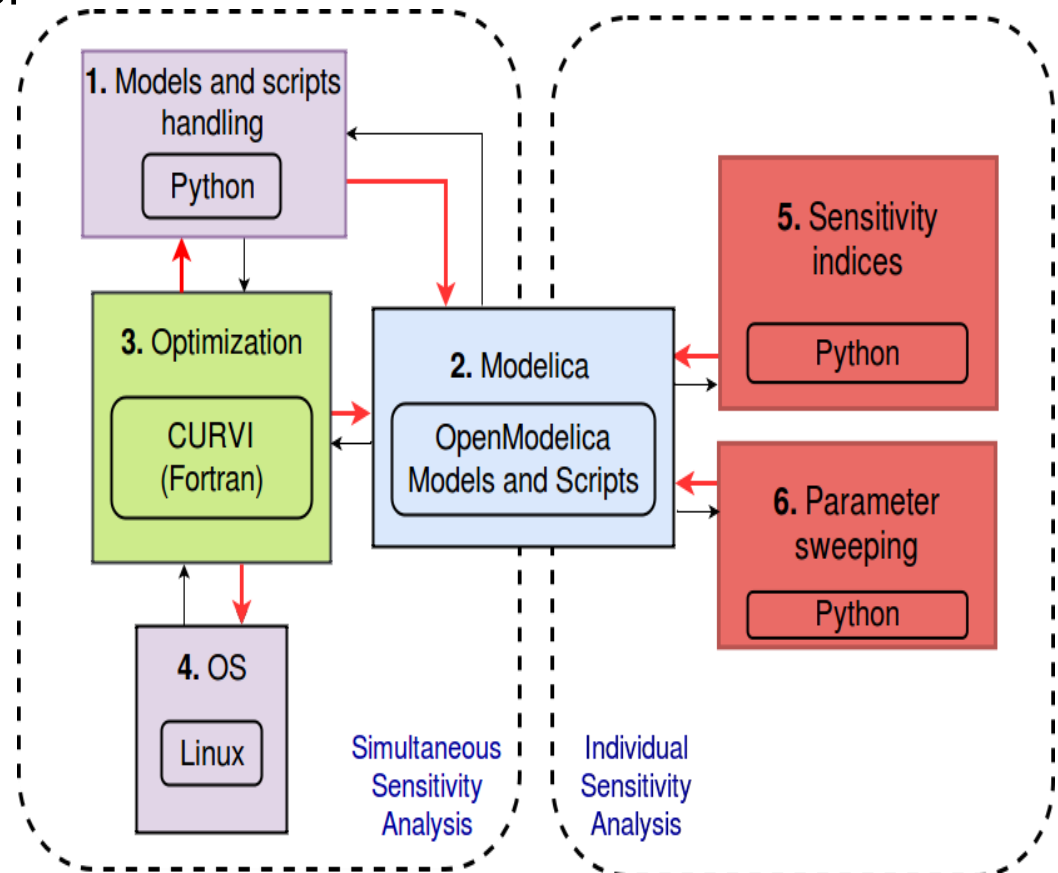 1. Models and scripts
handling
Python
3. Optimization
CURVI
(Fortran)
4. OS
Linux
2. Modelica
OpenModelica
Models and Scripts
5. Sensitivity
indices
Python
6. Parameter
sweeping
Python
Simultaneous
Sensitivity
Analysis
Individual
Sensitivity
Analysis